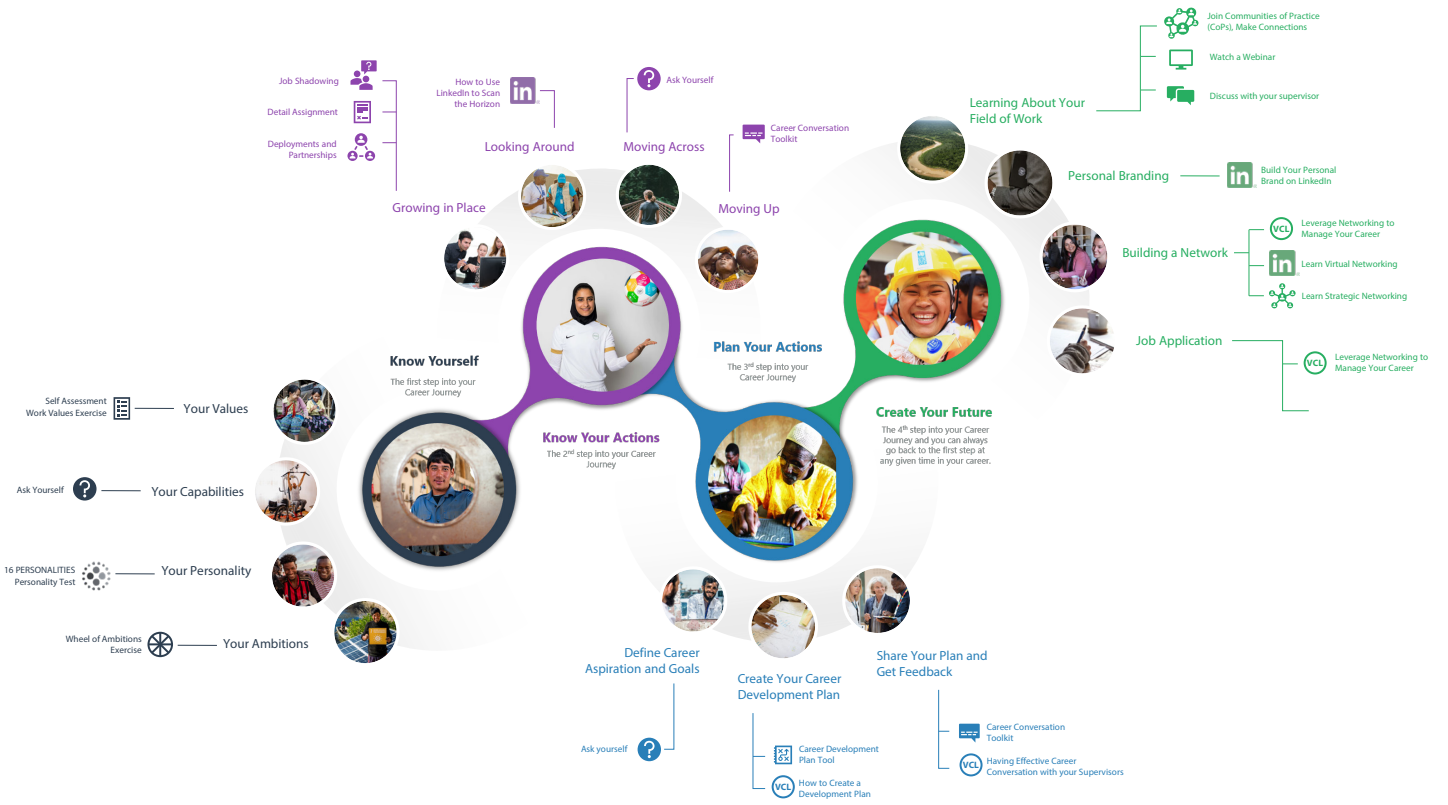 Know Yourself
The first step into your
Career Journey
Self Assessment
Work Values Exercise
Your Values
Ask Yourself
Your Capabilities
16 PERSONALITIES
Personality Test
Your Personality
Wheel of Ambitions
Exercise
Your Ambitions
Know Your Actions
The 2nd step into your Career
Journey
Job Shadowing
Detail Assignment
Deployments and
Partnerships
Growing in Place
How to Use
LinkedIn to Scan
the Horizon
in
Looking Around
Ask Yourself
Moving Across
Career Conversation
Toolkit
Moving Up
Plan Your Actions
The 3rd step into your
Career Journey
Define Career
Aspiration and Goals
Ask yourself
Create Your Career
Development Plan
Career Development
Plan Tool
VCL
How to Create a
Development Plan
Share Your Plan and
Get Feedback
Career Conversation
Toolkit
VCL
Having Effective Career
Conversation with your Supervisors
Create Your Future
The 4th step into your Career
Journey and you can always
go back to the first step at
any given time in your career.
Learning About Your
Field of Work
Join Communities of Practice
(CoPs), Make Connections
Watch a Webinar
Discuss with your supervisor
Personal Branding
in
Build Your Personal
Brand on LinkedIn
Building a Network
VCL
Leverage Networking to
Manage Your Career
in
Learn Virtual Networking
Learn Strategic Networking
Job Application
VCL
Leverage Networking to
Manage Your Career